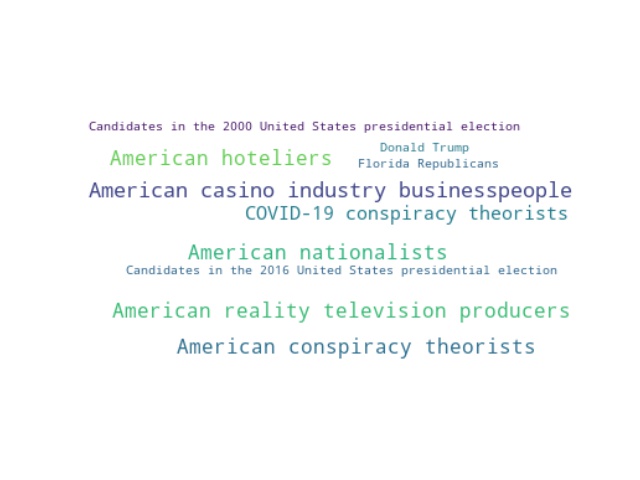 Candidates in the 2000 United States presidential election
Donald Trump
American hoteliers
Florida Republicans
American casino industry businesspeople
COVID-19 conspiracy theorists
American nationalists
Candidates in the 2016 United States presidential election
American reality television producers
American conspiracy theorists